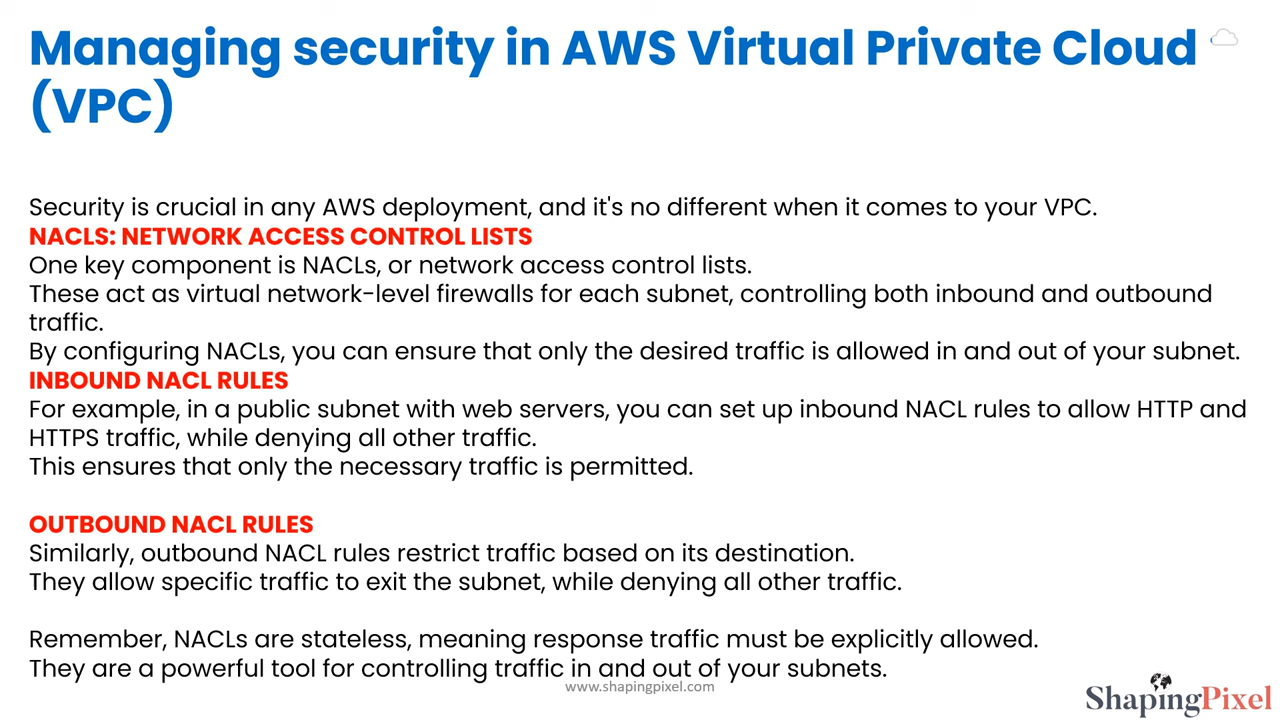 Managing security in AWS Virtual Private Cloud
(VPC)
Security is crucial in any AWS deployment, and it's no different when it comes to your VPC.
NACLS: NETWORK ACCESS CONTROL LISTS
One key component is NACLs, or network access control lists.
These act as virtual network-level firewalls for each subnet, controlling both inbound and outbound
traffic.
By configuring NACLs, you can ensure that only the desired traffic is allowed in and out of your subnet.
INBOUND NACL RULES
For example, in a public subnet with web servers, you can set up inbound NACL rules to allow HTTP and
HTTPS traffic, while denying all other traffic.
This ensures that only the necessary traffic is permitted.
OUTBOUND NACL RULES
Similarly, outbound NACL rules restrict traffic based on its destination.
They allow specific traffic to exit the subnet, while denying all other traffic.
Remember, NACLs are stateless, meaning response traffic must be explicitly allowed.
They are a powerful tool for controlling traffic in and out of your subnets.
www.shapingpixel.com
ShapingPixel